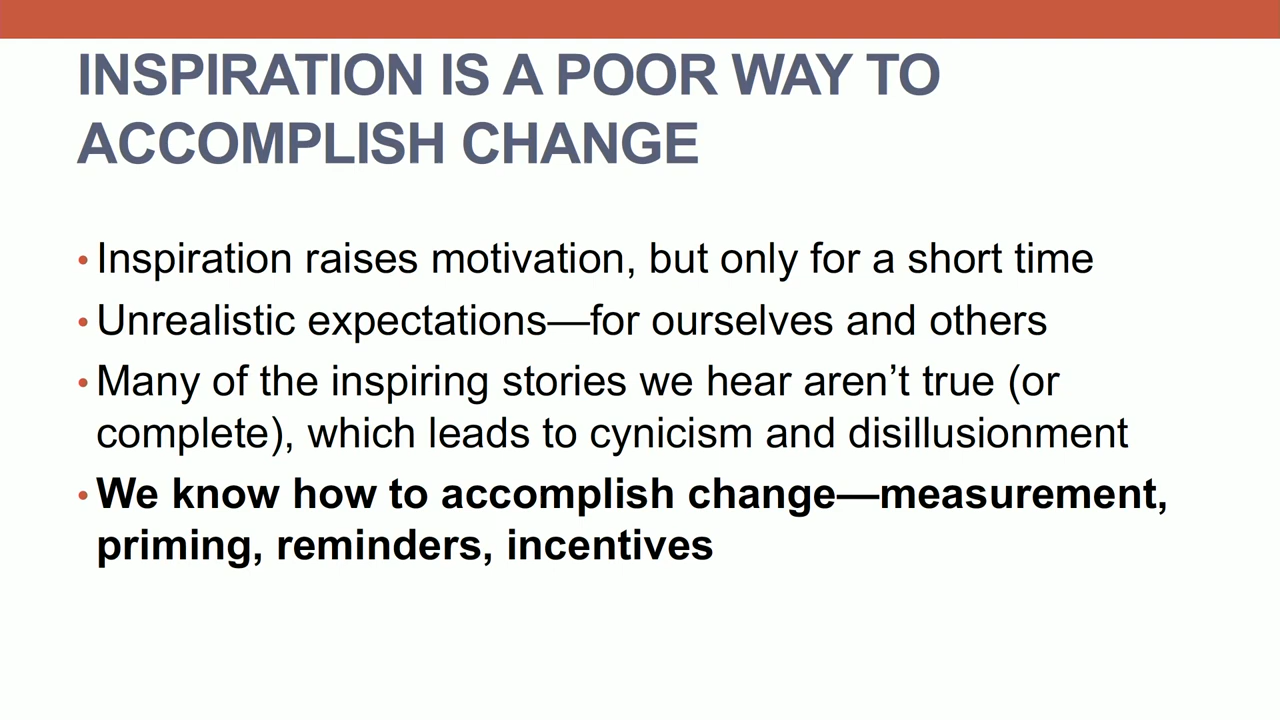 INSPIRATION IS A POOR WAY TO
ACCOMPLISH CHANGE
• Inspiration raises motivation, but only for a short time
• Unrealistic expectations—for ourselves and others
• Many of the inspiring stories we hear aren’t true (or
complete), which leads to cynicism and disillusionment
• We know how to accomplish change—measurement,
priming, reminders, incentives